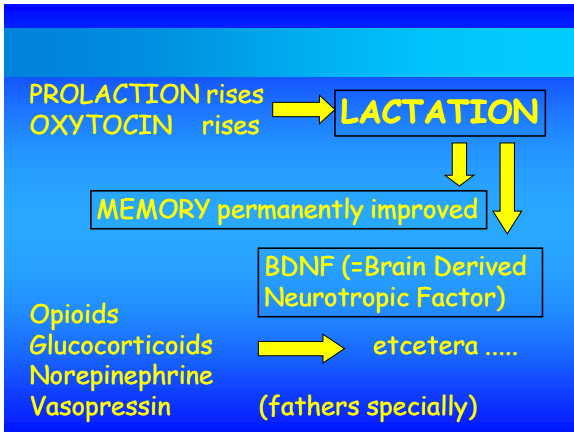 PROLACTION rises
OXYTOCIN rises
LACTATION
MEMORY permanently improved
BDNF (=Brain Derived
Neurotropic Factor)
Opioids
Glucocorticoids etcetera .....
Norepinephrine
Vasopressin (fathers specially)